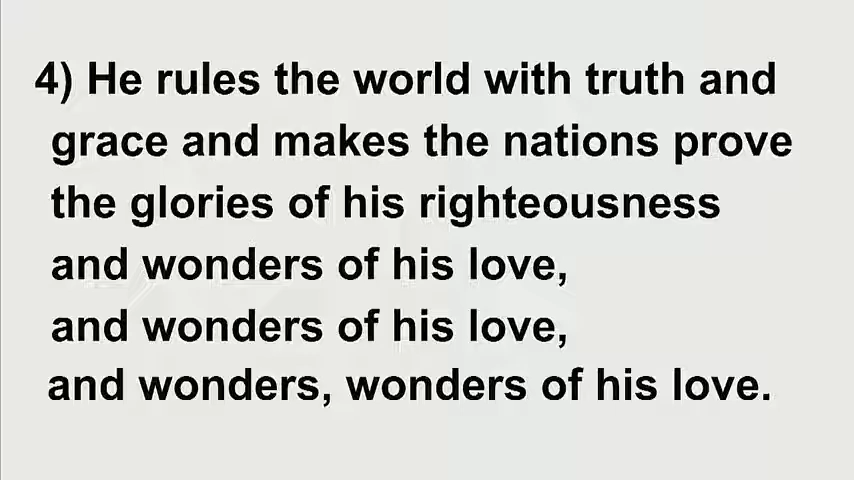 4) He rules the world with truth and
grace and makes the nations prove
the glories of his righteousness
and wonders of his love,
and wonders of his love,
and wonders, wonders of his love.